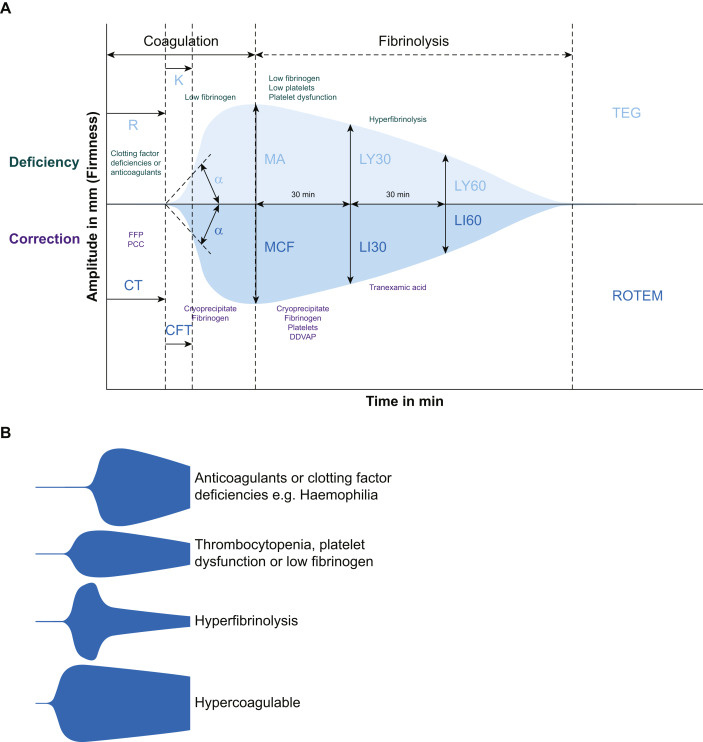 A
Coagulation
Fibrinolysis
K
Low fibrinogen
Low fibrinogen
Low platelets
Platelet dysfunction
R
Hyperfibrinolysis
TEG
Clotting factor
deficiencies or
anticoagulants
Deficiency
α
MA
LY30
LY60
30 min
30 min
Amplitude in mm (Firmness)
Correction
FFP
PCC
α
MCF
LI30
LI60
CT
Tranexamic acid
ROTEM
Cryoprecipitate
Fibrinogen
Cryoprecipitate
Fibrinogen
Platelets
DDVAP
CFT
Time in min
B
Anticoagulants or clotting factor
deficiencies e.g. Haemophilia
Thrombocytopenia, platelet
dysfunction or low fibrinogen
Hyperfibrinolysis
Hypercoagulable